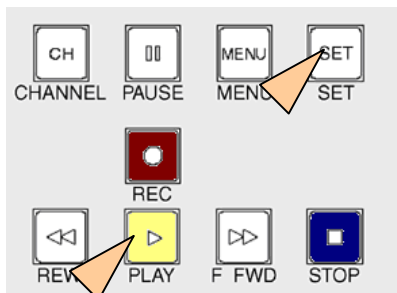 CH MENU SET
CHANNEL PAUSE MENU SET
REC
REW PLAY F FWD STOP